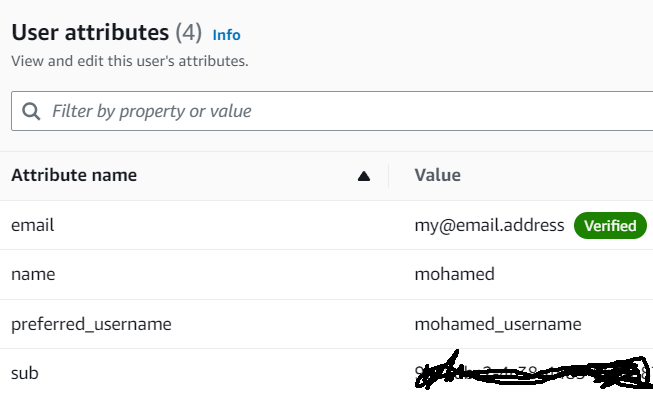 User attributes (4) Info
View and edit this user's attributes.
Filter by property or value
Attribute name Value
email my@email.address Verified
name mohamed
preferred_username mohamed_username
sub